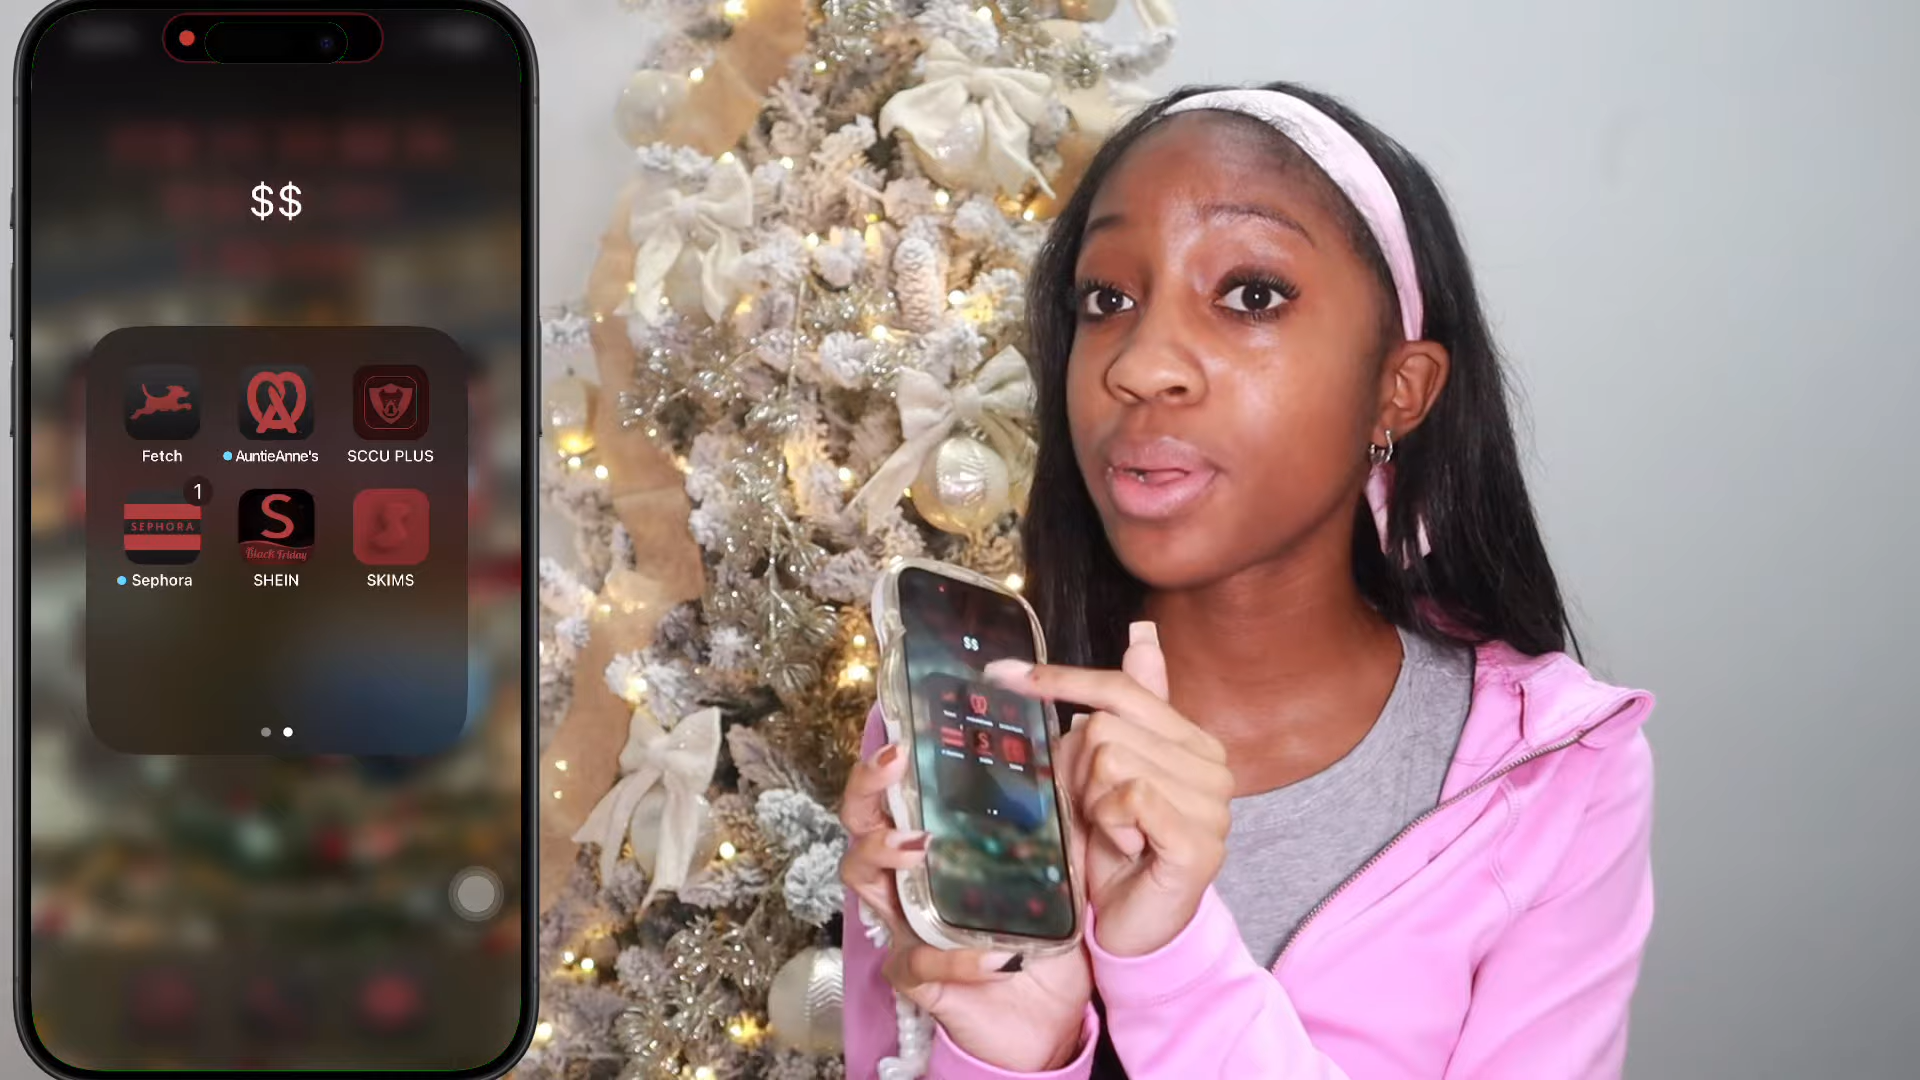 $$
Fetch
AuntieAnne's
SCCU PLUS
1
SEPHORA
S
Black Friday
Sephora
SHEIN
SKIMS
$$